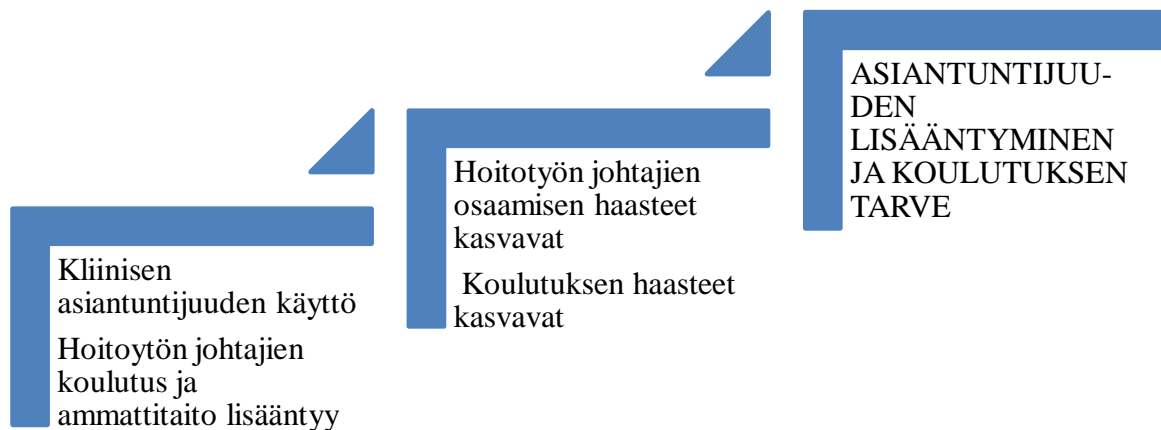 Kliinisen
asiantuntijuuden käyttö
Hoitoytön johtajien
koulutus ja
ammattitaito lisääntyy
Hoitotyön johtajien
osaamisen haasteet
kasvavat
Koulutuksen haasteet
kasvavat
ASIANTUNTIJUU-
DEN
LISÄÄNTYMINEN
JA KOULUTUKSEN
TARVE